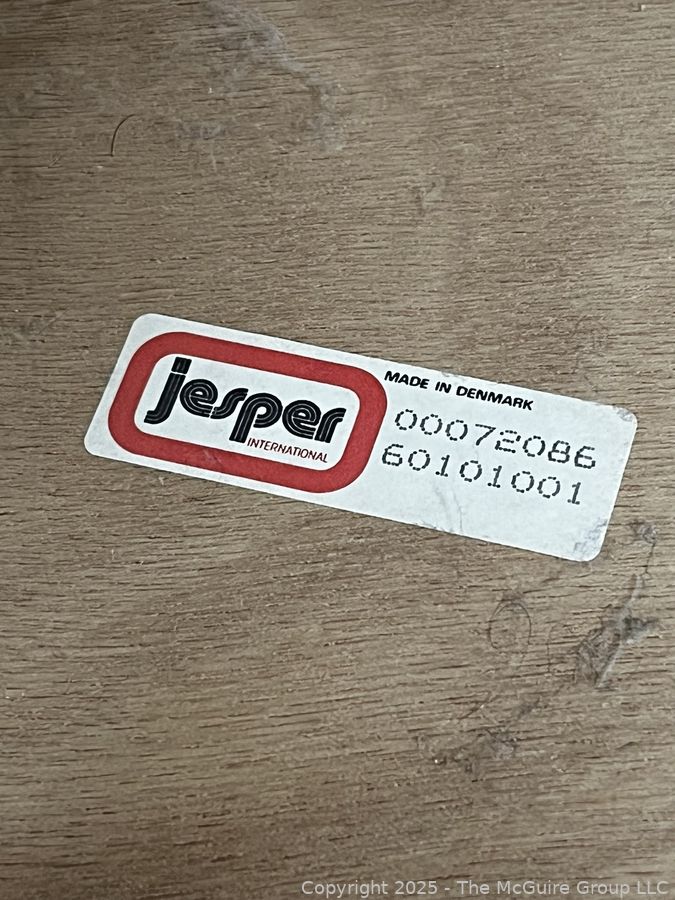 jesper
INTERNATIONAL
MADE IN DENMARK
00072086
60101001
Copyright 2025 - The McGuire Group LLC